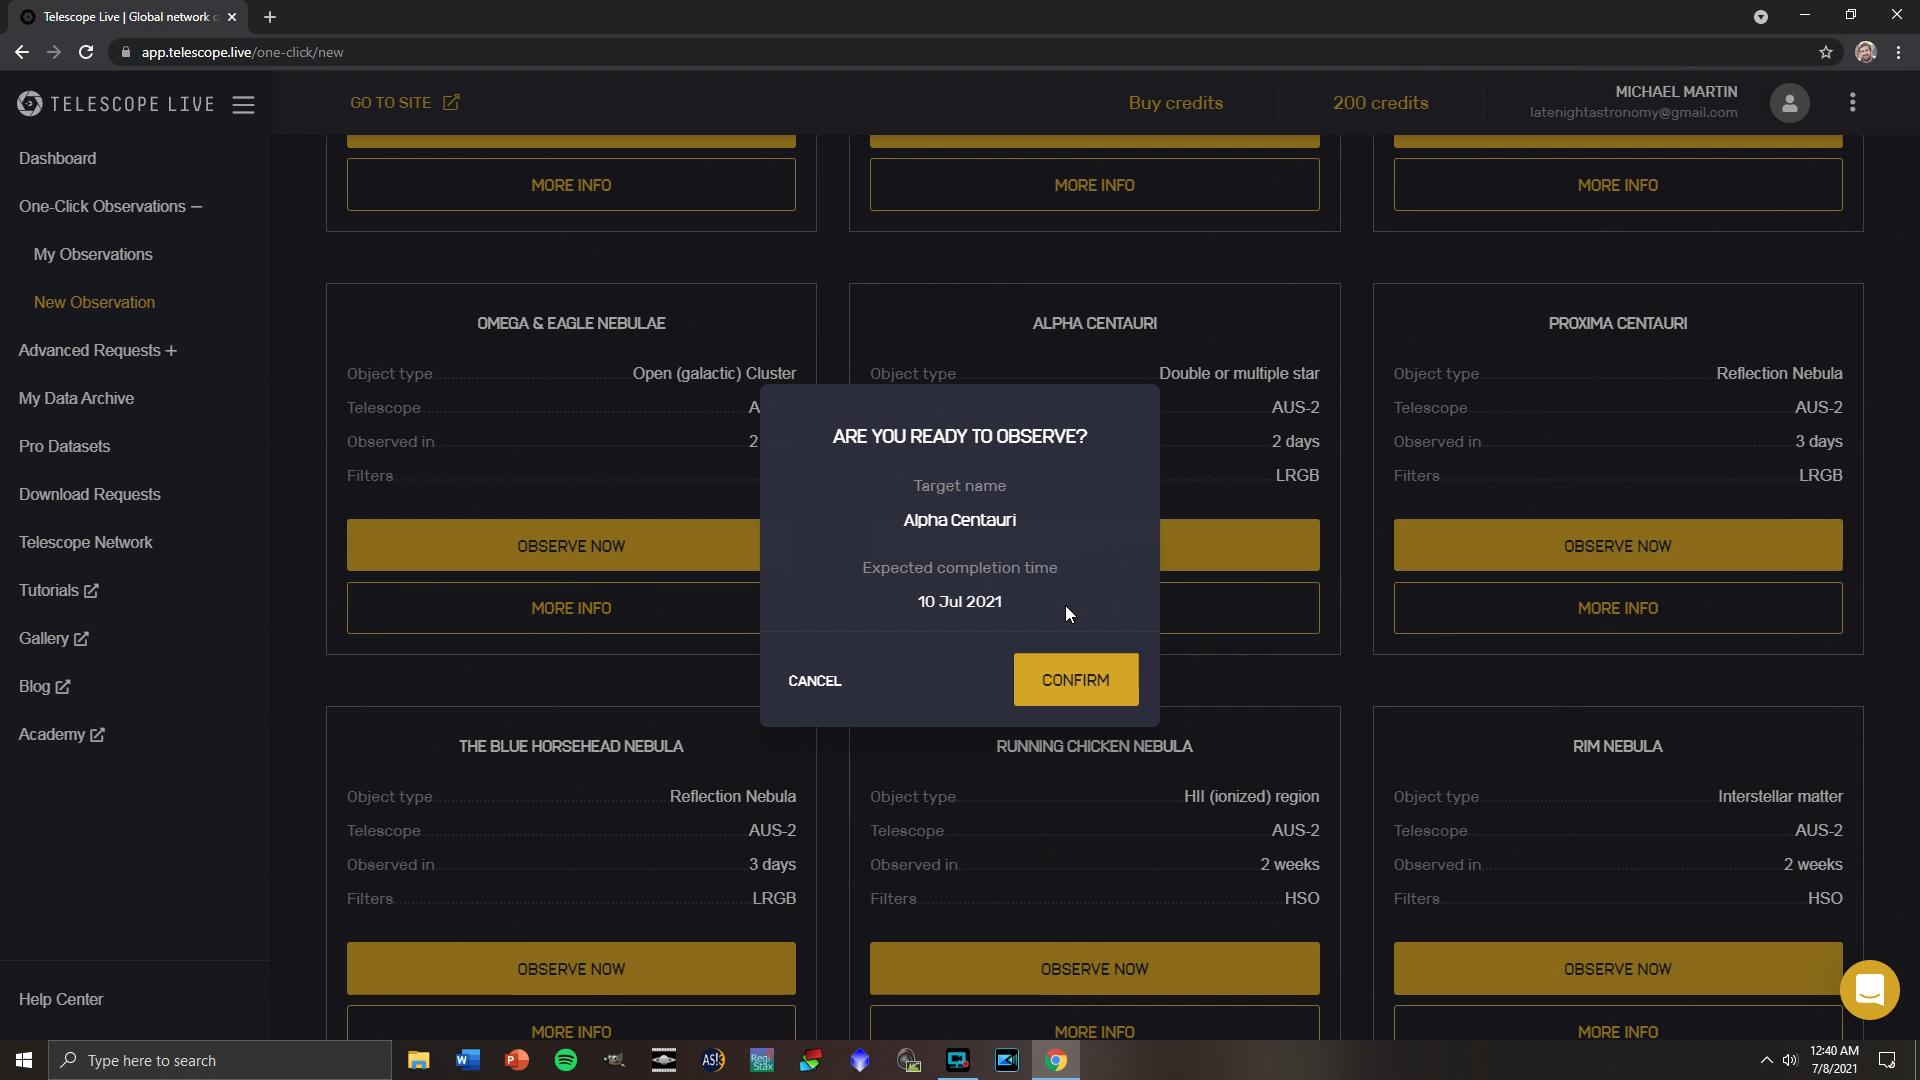 Telescope Live | Global network o
app.telescope.live/one-click/new
TELESCOPE LIVE
GO TO SITE
Buy credits
200 credits
MICHAEL MARTIN
latenightastronomy@gmail.com
Dashboard
One-Click Observations −
My Observations
New Observation
Advanced Requests +
My Data Archive
Pro Datasets
Download Requests
Telescope Network
Tutorials
Gallery
Blog
Academy
Help Center
MORE INFO
MORE INFO
MORE INFO
OMEGA & EAGLE NEBULAE
Object type Open (galactic) Cluster
Telescope A
Observed in 2
Filters
OBSERVE NOW
MORE INFO
ALPHA CENTAURI
Object type Double or multiple star
AUS-2
2 days
LRGB
PROXIMA CENTAURI
Object type Reflection Nebula
Telescope AUS-2
Observed in 3 days
Filters LRGB
OBSERVE NOW
MORE INFO
ARE YOU READY TO OBSERVE?
Target name
Alpha Centauri
Expected completion time
10 Jul 2021
CANCEL
CONFIRM
THE BLUE HORSEHEAD NEBULA
Object type Reflection Nebula
Telescope AUS-2
Observed in 3 days
Filters LRGB
OBSERVE NOW
MORE INFO
RUNNING CHICKEN NEBULA
Object type HII (ionized) region
Telescope AUS-2
Observed in 2 weeks
Filters HSO
OBSERVE NOW
MORE INFO
RIM NEBULA
Object type Interstellar matter
Telescope AUS-2
Observed in 2 weeks
Filters HSO
OBSERVE NOW
MORE INFO
Type here to search
AS!3
Regi Stax
12:40 AM
7/8/2021